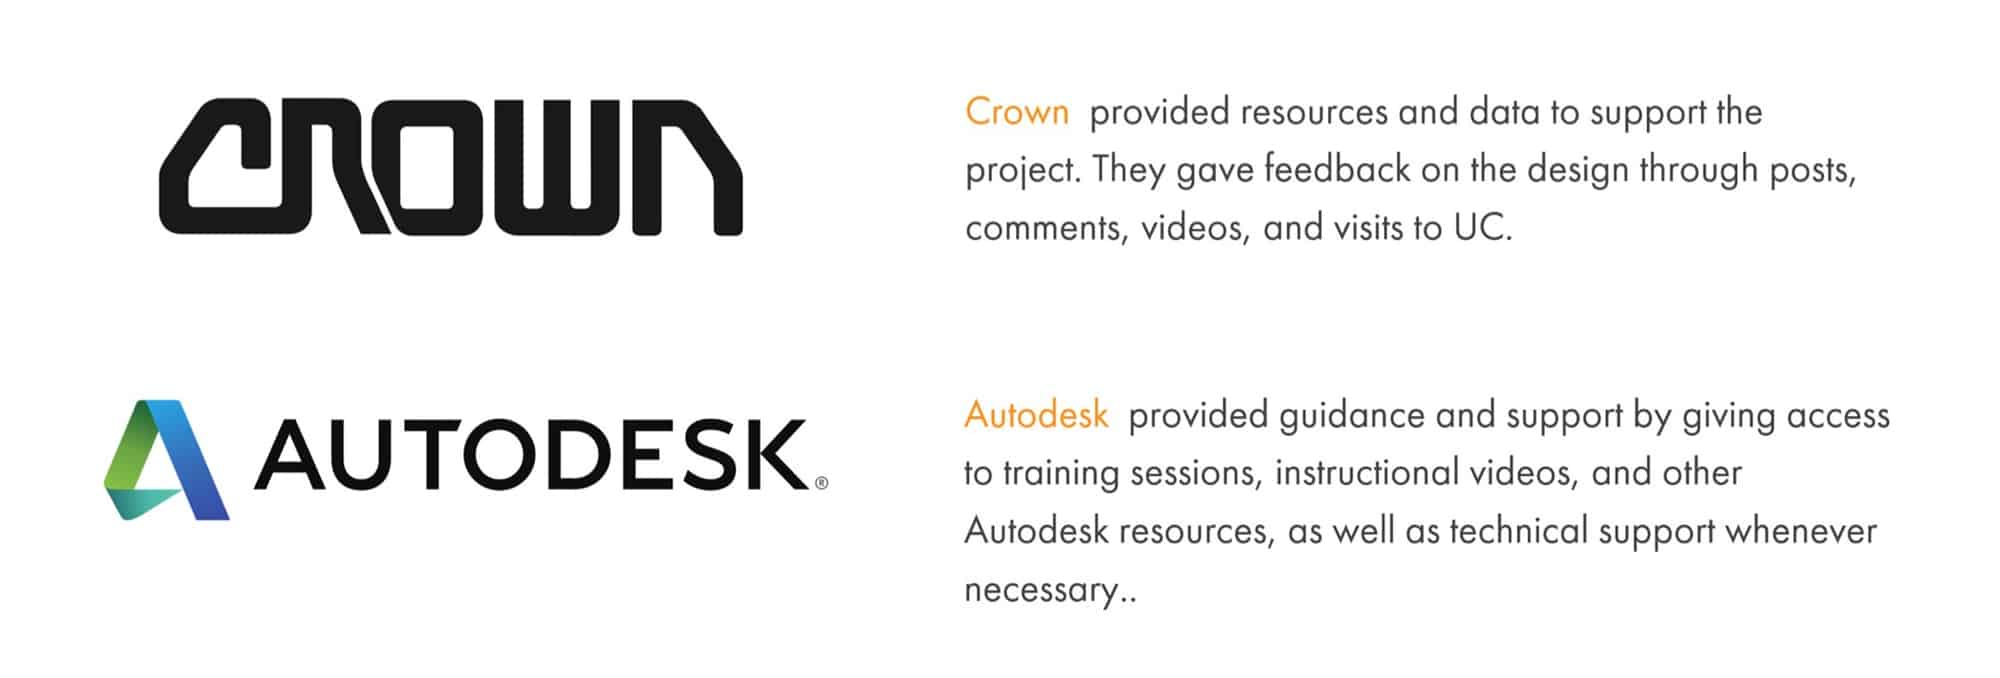 CROWN
Crown provided resources and data to support the
project. They gave feedback on the design through posts,
comments, videos, and visits to UC.
AUTODESK®
Autodesk provided guidance and support by giving access
to training sessions, instructional videos, and other
Autodesk resources, as well as technical support whenever
necessary..